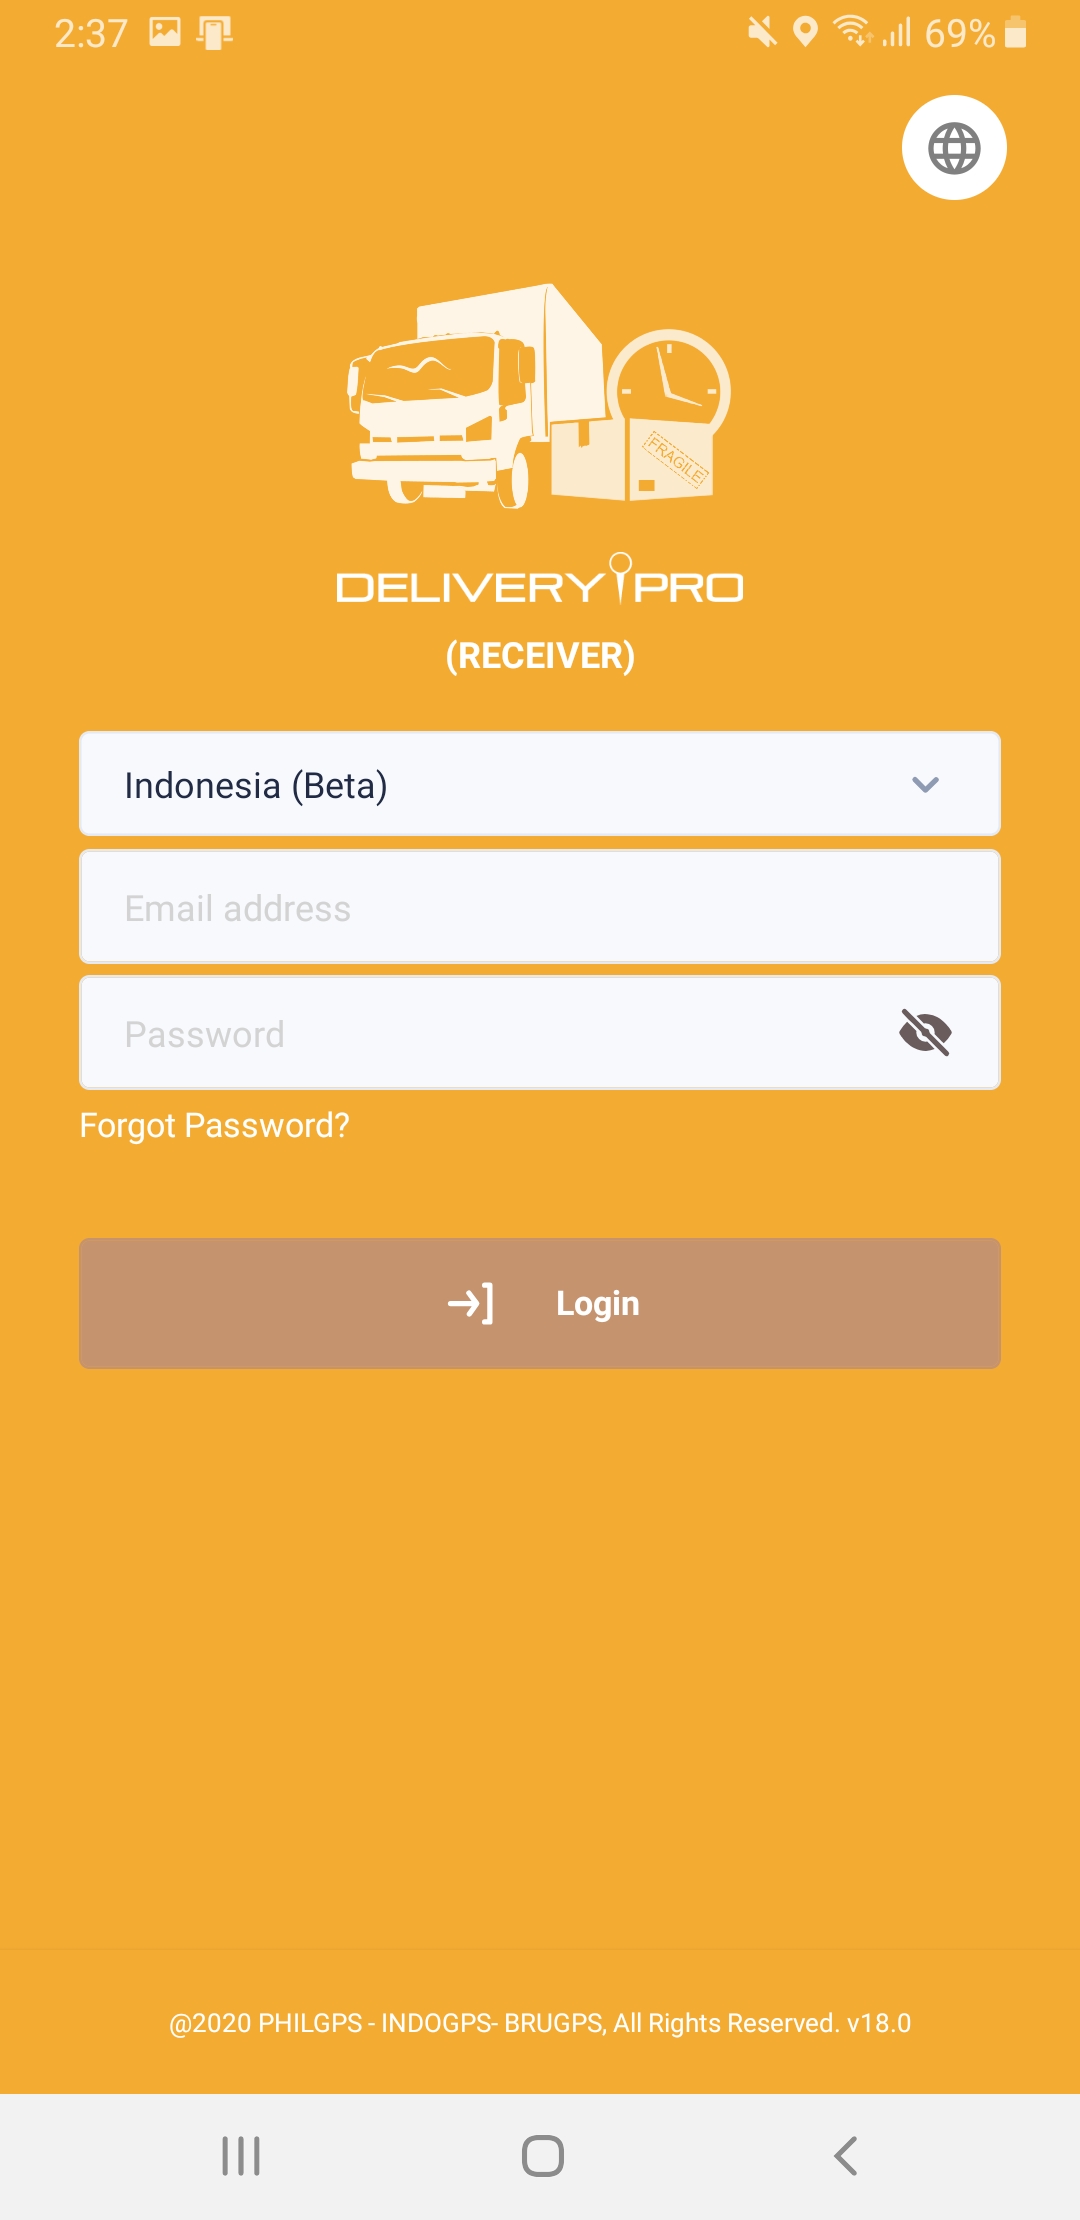 2:37 69%
FRAGILE
DELIVERY PRO
(RECEIVER)
Indonesia (Beta)
Email address
Password
Forgot Password?
Login
@2020 PHILGPS - INDOGPS- BRUGPS, All Rights Reserved. v18.0